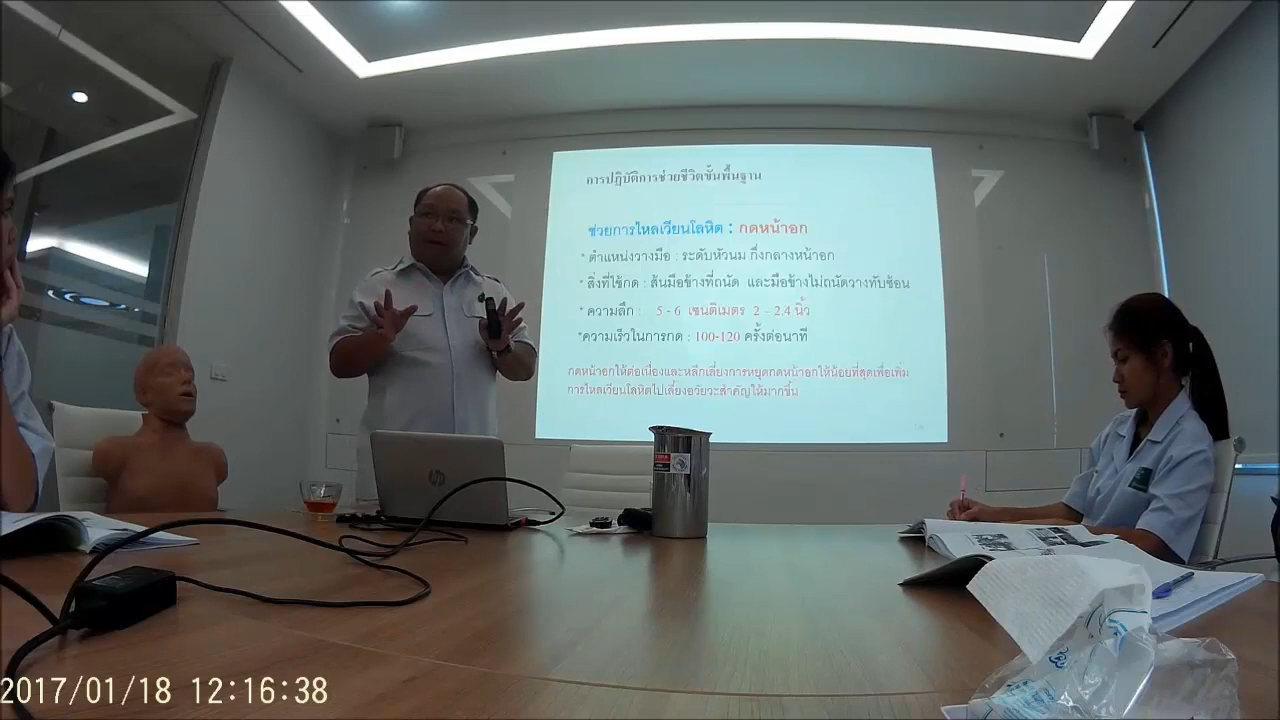 การปฏิบัติการช่วยชีวิตขั้นพื้นฐาน
ช่วยการไหลเวียนโลหิต : กดหน้าอก
* ตำแหน่งวางมือ : ระดับหัวนม กึ่งกลางหน้าอก
* สิ่งที่ใช้กด : ส้นมือข้างที่ถนัด และมือข้างไม่ถนัดวางทับซ้อน
* ความลึก : 5 - 6 เซนติเมตร 2 – 2.4 นิ้ว
*ความเร็วในการกด : 100-120 ครั้งต่อนาที
กดหน้าอกให้ต่อเนื่องและหลีกเลี่ยงการหยุดกดหน้าอกให้น้อยที่สุดเพื่อเพิ่ม
การไหลเวียนโลหิตไปเลี้ยงอวัยวะสำคัญให้มากขึ้น
hp
2017/01/18 12:16:38